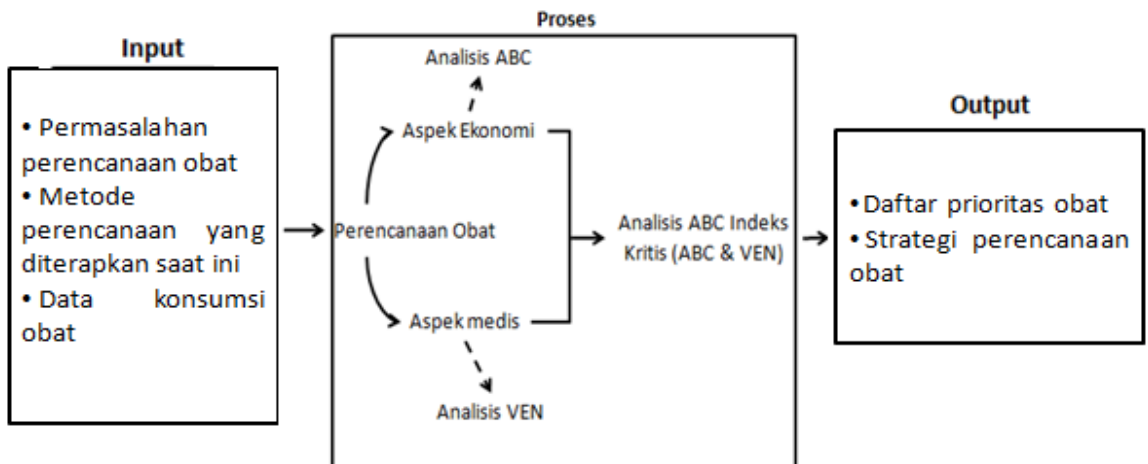 Input
• Permasalahan
perencanaan obat
• Metode
perencanaan yang
diterapkan saat ini
• Data konsumsi
obat
Proses
Analisis ABC
Aspek Ekonomi
Perencanaan Obat
Aspek medis
Analisis VEN
Analisis ABC Indeks
Kritis (ABC & VEN)
Output
• Daftar prioritas obat
• Strategi perencanaan
obat